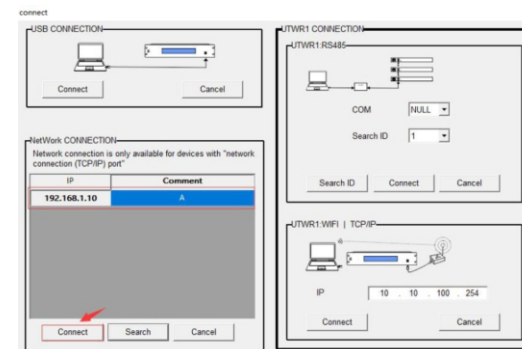 connect
USB CONNECTION
Connect Cancel
NetWork CONNECTION
Network connection is only available for devices with "network
connection (TCP/IP) port"
IP Comment
192.168.1.10 A
Connect Search Cancel
UTWR1 CONNECTION
UTWR1:RS485
COM NULL
Search ID 1
Search ID Connect Cancel
UTWR1:WIFI | TCP/IP
IP 10 . 10 . 100 . 254
Connect Cancel